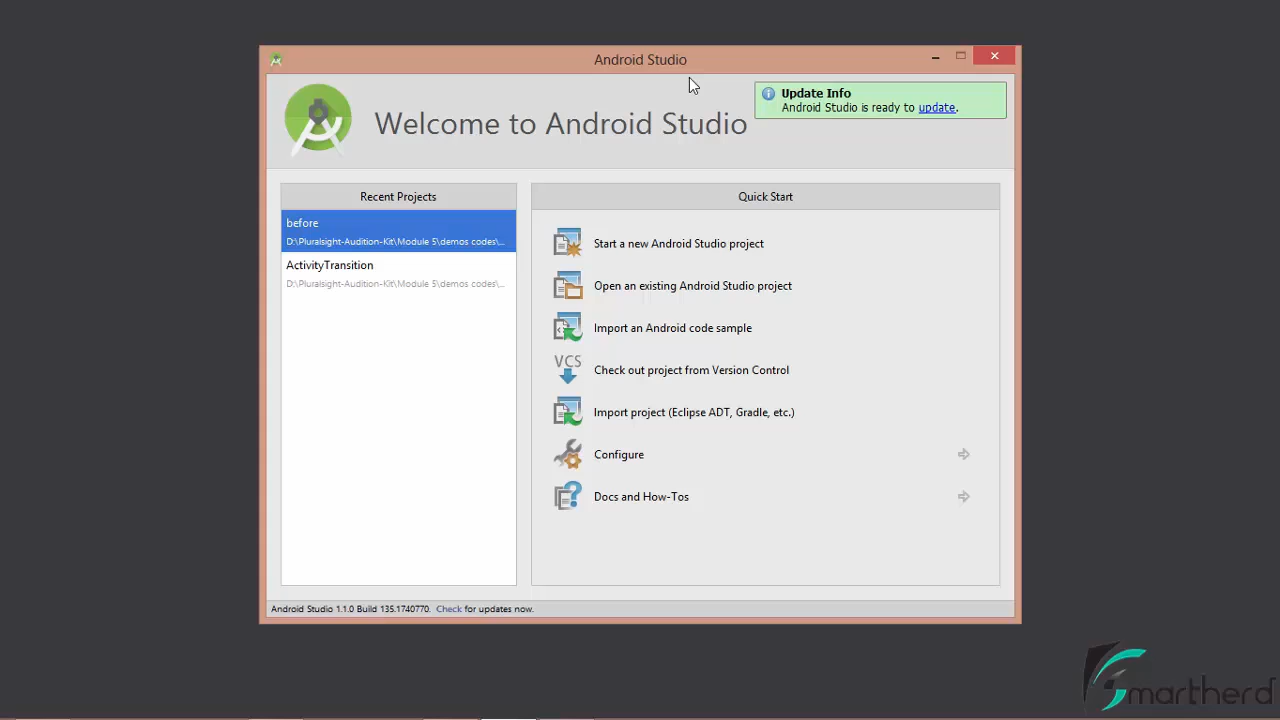 Android Studio
Welcome to Android Studio
Update Info
Android Studio is ready to update.
Recent Projects
before
D:\Pluralsight-Audition-Kit\Module 5\demos codes\...
ActivityTransition
D:\Pluralsight-Audition-Kit\Module 5\demos codes\...
Quick Start
Start a new Android Studio project
Open an existing Android Studio project
Import an Android code sample
VCS
Check out project from Version Control
Import project (Eclipse ADT, Gradle, etc.)
Configure
Docs and How-Tos
Android Studio 1.1.0 Build 135.1740770. Check for updates now.
Smartherd